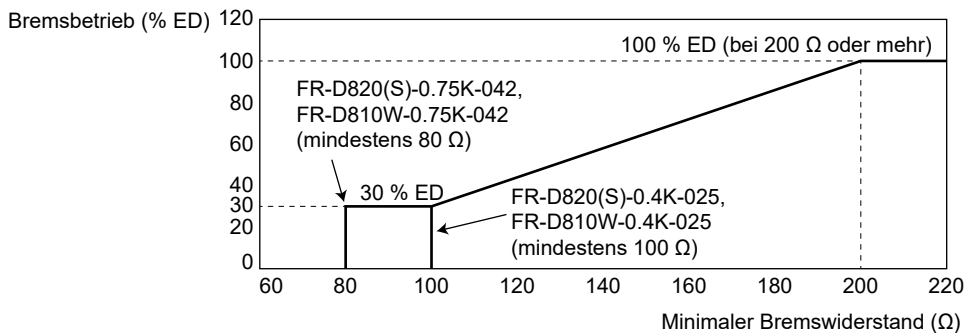 Bremsbetrieb (% ED)
120
100 % ED (bei 200 Ω oder mehr)
100
FR-D820(S)-0.75K-042,
FR-D810W-0.75K-042
(mindestens 80 Ω)
80
60
40
30 % ED
30
FR-D820(S)-0.4K-025,
FR-D810W-0.4K-025
(mindestens 100 Ω)
20
0
60 80 100 120 140 160 180 200 220
Minimaler Bremswiderstand (Ω)